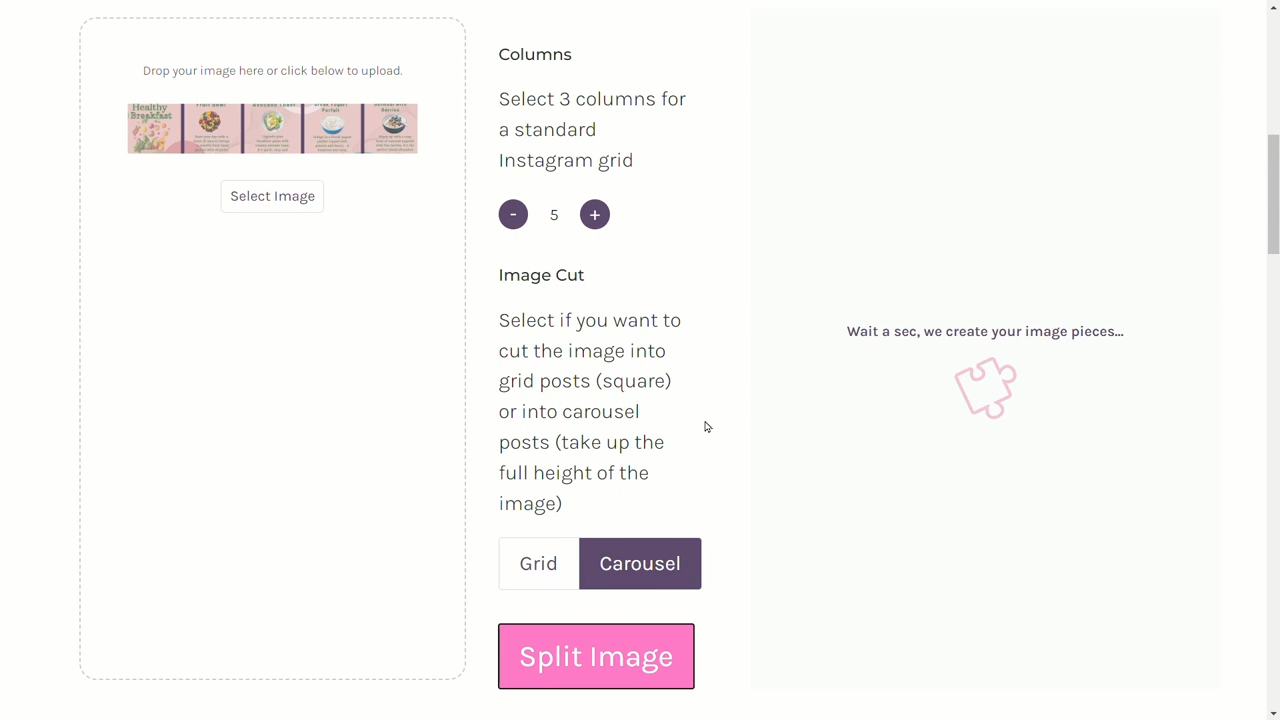 Drop your image here or click below to upload.
Healthy
Breakfast
Select Image
Columns
Select 3 columns for
a standard
Instagram grid
- 5 +
Image Cut
Select if you want to
cut the image into
grid posts (square)
or into carousel
posts (take up the
full height of the
image)
Grid Carousel
Split Image
Wait a sec, we create your image pieces...